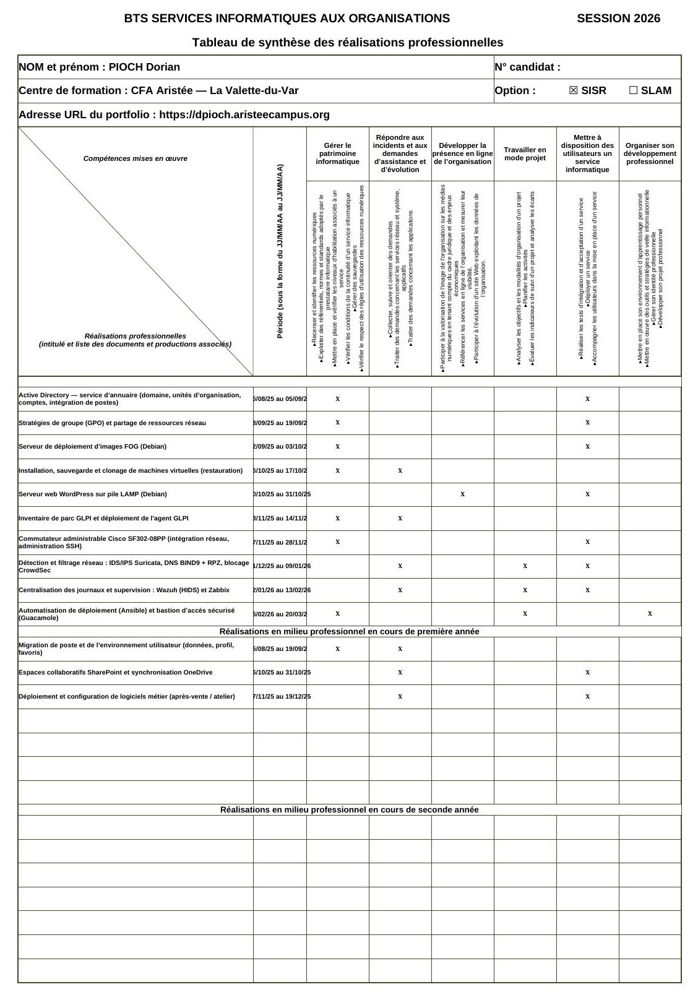 BTS SERVICES INFORMATIQUES AUX ORGANISATIONS SESSION 2026
Tableau de synthèse des réalisations professionnelles
NOM et prénom : PIOCH Dorian N° candidat :
Centre de formation : CFA Aristée — La Valette-du-Var Option : ☒ SISR ☐ SLAM
Adresse URL du portfolio : https://dpioch.aristeecampus.org
Compétences mises en œuvre
Réalisations professionnelles
(intitulé et liste des documents et productions associés)
Période (sous la forme du JJ/MM/AA au JJ/MM/AA)
Gérer le
patrimoine
informatique
Répondre aux
incidents et aux
demandes
d’assistance et
d’évolution
Développer la
présence en ligne
de l’organisation
Travailler en
mode projet
Mettre à
disposition des
utilisateurs un
service
informatique
Organiser son
développement
professionnel
▸Recenser et identifier les ressources numériques
▸Exploiter des référentiels, normes et standards adoptés par le
prestataire informatique
▸Mettre en place et vérifier les niveaux d’habilitation associés à un
service
▸Vérifier les conditions de la continuité d’un service informatique
▸Gérer des sauvegardes
▸Vérifier le respect des règles d’utilisation des ressources numériques
▸Collecter, suivre et orienter des demandes
▸Traiter des demandes concernant les services réseau et système,
applicatifs
▸Traiter des demandes concernant les applications
▸Participer à la valorisation de l’image de l’organisation sur les médias
numériques en tenant compte du cadre juridique et des enjeux
économiques
▸Référencer les services en ligne de l’organisation et mesurer leur
visibilité.
▸Participer à l’évolution d’un site Web exploitant les données de
l’organisation.
▸Analyser les objectifs et les modalités d’organisation d’un projet
▸Planifier les activités
▸Évaluer les indicateurs de suivi d’un projet et analyser les écarts
▸Réaliser les tests d’intégration et d’acceptation d’un service
▸Déployer un service
▸Accompagner les utilisateurs dans la mise en place d’un service
▸Mettre en place son environnement d’apprentissage personnel
▸Mettre en œuvre des outils et stratégies de veille informationnelle
▸Gérer son identité professionnelle
▸Développer son projet professionnel
Active Directory — service d’annuaire (domaine, unités d’organisation,
comptes, intégration de postes) 5/08/25 au 05/09/2 x x
Stratégies de groupe (GPO) et partage de ressources réseau 8/09/25 au 19/09/2 x x
Serveur de déploiement d’images FOG (Debian) 2/09/25 au 03/10/2 x x
Installation, sauvegarde et clonage de machines virtuelles (restauration) 6/10/25 au 17/10/2 x x
Serveur web WordPress sur pile LAMP (Debian) 0/10/25 au 31/10/25 x x
Inventaire de parc GLPI et déploiement de l’agent GLPI 3/11/25 au 14/11/2 x x
Commutateur administrable Cisco SF302-08PP (intégration réseau,
administration SSH) 7/11/25 au 28/11/2 x x
Détection et filtrage réseau : IDS/IPS Suricata, DNS BIND9 + RPZ, blocage
CrowdSec 1/12/25 au 09/01/26 x x x
Centralisation des journaux et supervision : Wazuh (HIDS) et Zabbix 2/01/26 au 13/02/26 x x x
Automatisation de déploiement (Ansible) et bastion d’accès sécurisé
(Guacamole) 6/02/26 au 20/03/2 x x x
Réalisations en milieu professionnel en cours de première année
Migration de poste et de l’environnement utilisateur (données, profil,
favoris) 5/08/25 au 19/09/2 x x
Espaces collaboratifs SharePoint et synchronisation OneDrive 6/10/25 au 31/10/25 x x
Déploiement et configuration de logiciels métier (après-vente / atelier) 7/11/25 au 19/12/25 x x
Réalisations en milieu professionnel en cours de seconde année